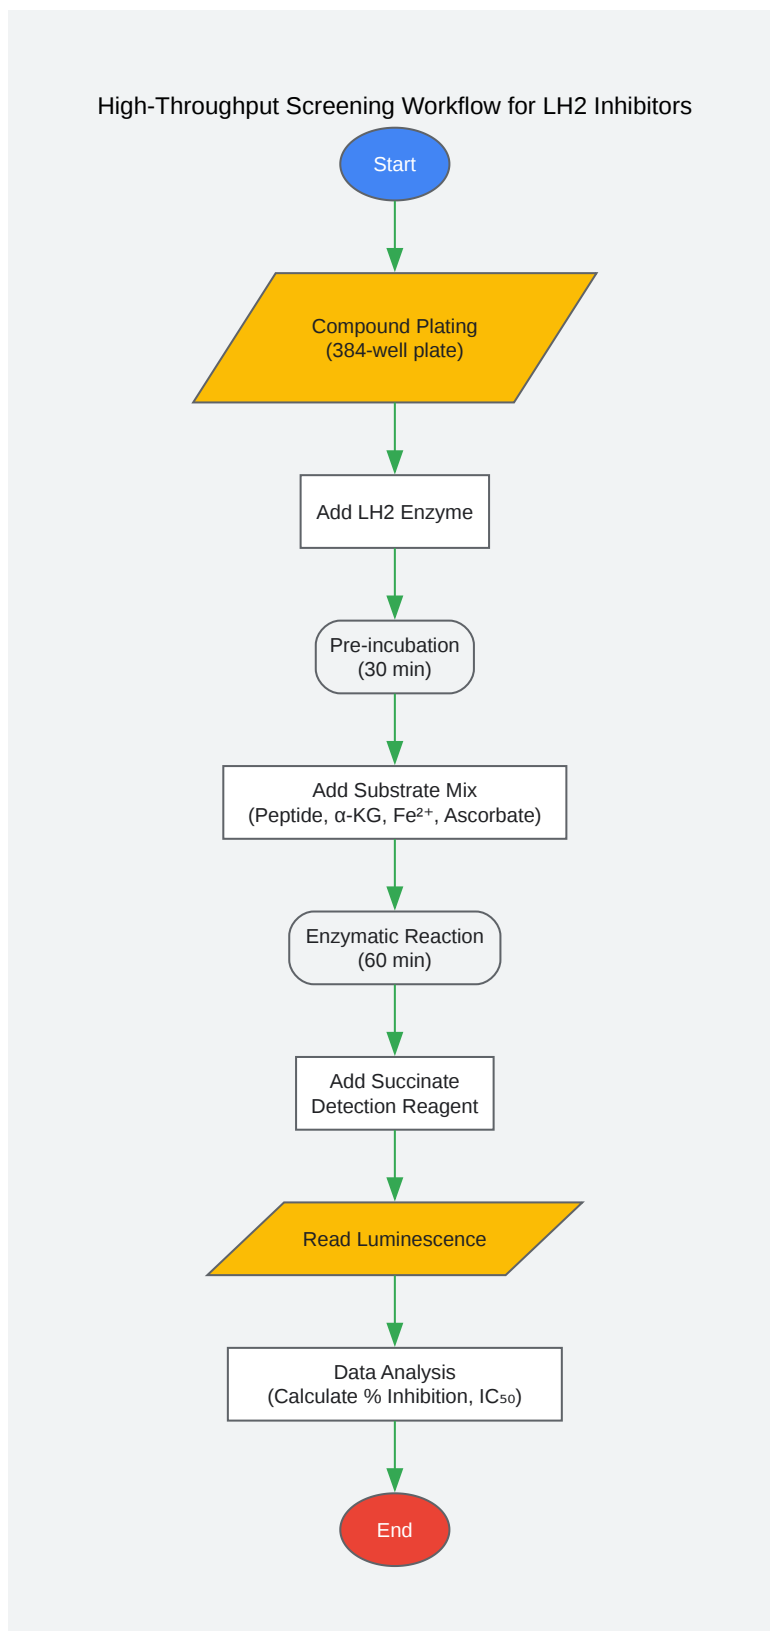 High-Throughput Screening Workflow for LH2 Inhibitors
Start
Compound Plating
(384-well plate)
Add LH2 Enzyme
Pre-incubation
(30 min)
Add Substrate Mix
(Peptide, α-KG, Fe²⁺, Ascorbate)
Enzymatic Reaction
(60 min)
Add Succinate
Detection Reagent
Read Luminescence
Data Analysis
(Calculate % Inhibition, IC₅₀)
End